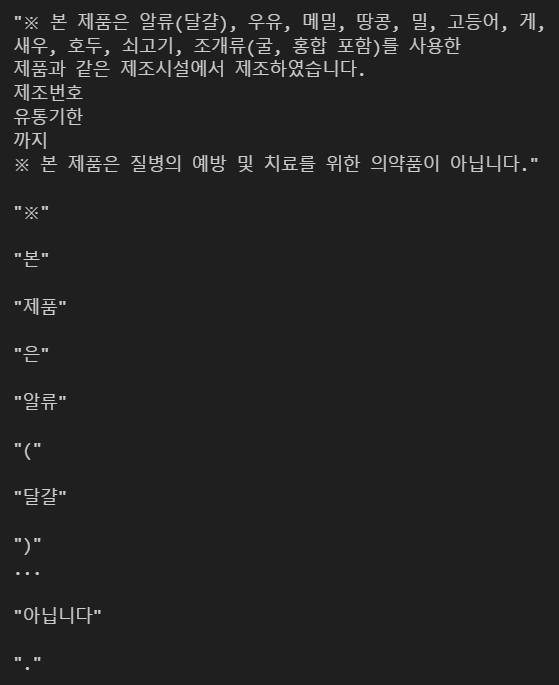 "※ 본 제품은 알류(달걀), 우유, 메밀, 땅콩, 밀, 고등어, 게,
새우, 호두, 쇠고기, 조개류(굴, 홍합 포함)를 사용한
제품과 같은 제조시설에서 제조하였습니다.
제조번호
유통기한
까지
※ 본 제품은 질병의 예방 및 치료를 위한 의약품이 아닙니다."
"※"
"본"
"제품"
"은"
"알류"
"("
"달걀"
")"
...
"아닙니다"
"."